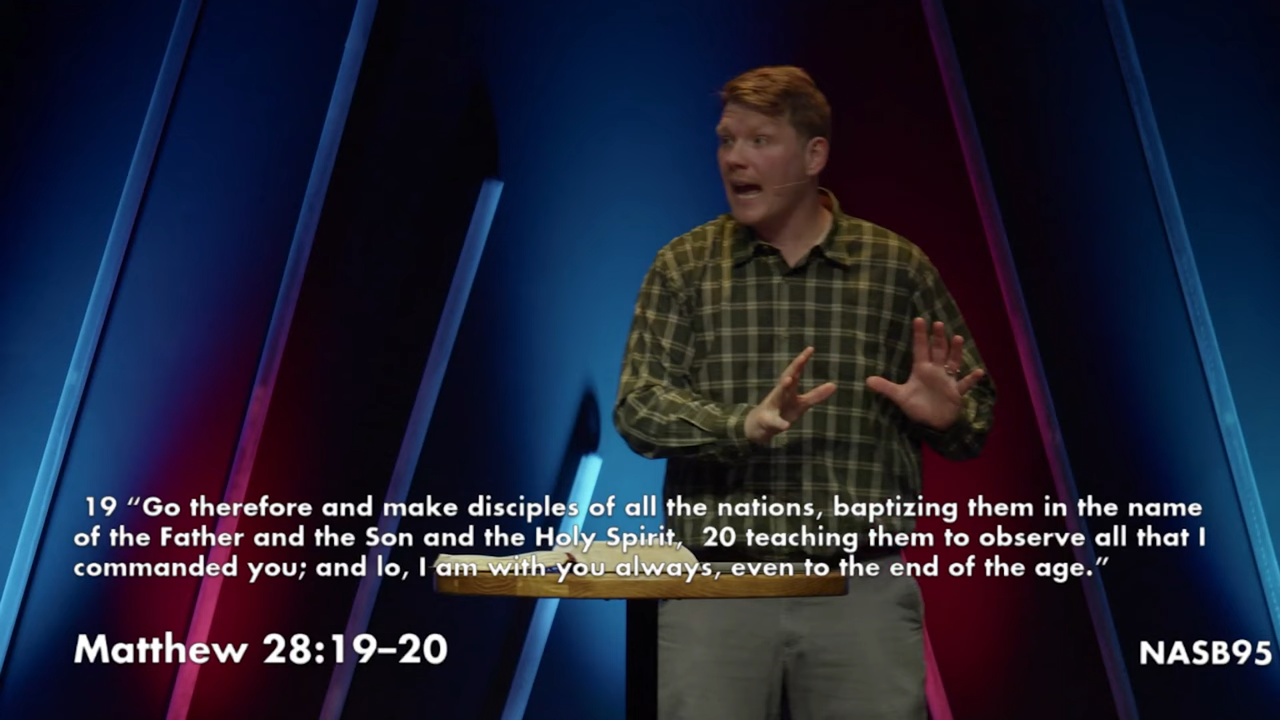 19 “Go therefore and make disciples of all the nations, baptizing them in the name
of the Father and the Son and the Holy Spirit, 20 teaching them to observe all that I
commanded you; and lo, I am with you always, even to the end of the age.”
Matthew 28:19–20
NASB95